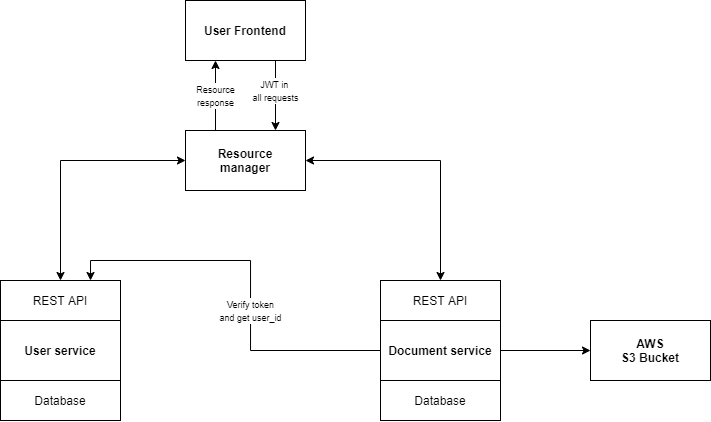 User Frontend
Resource
response
JWT in
all requests
Resource
manager
REST API
User service
Database
Verify token
and get user_id
REST API
Document service
Database
AWS
S3 Bucket